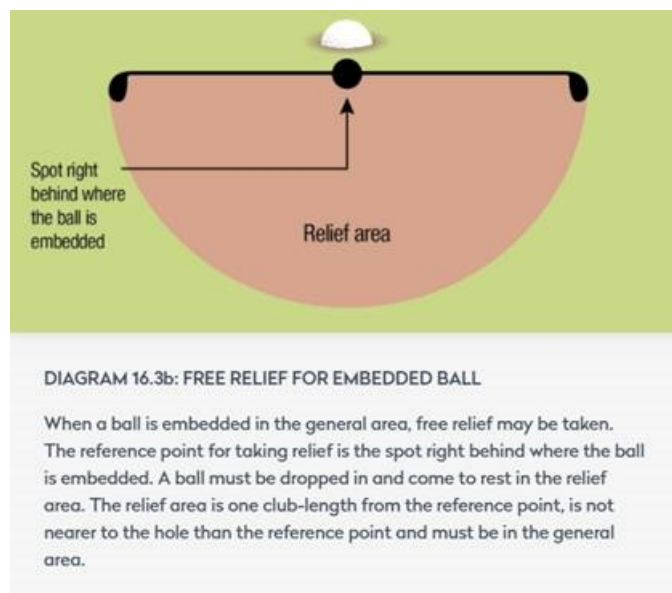 Spot right
behind where
the ball is
embedded
Relief area
DIAGRAM 16.3b: FREE RELIEF FOR EMBEDDED BALL
When a ball is embedded in the general area, free relief may be taken.
The reference point for taking relief is the spot right behind where the ball
is embedded. A ball must be dropped in and come to rest in the relief
area. The relief area is one club-length from the reference point, is not
nearer to the hole than the reference point and must be in the general
area.